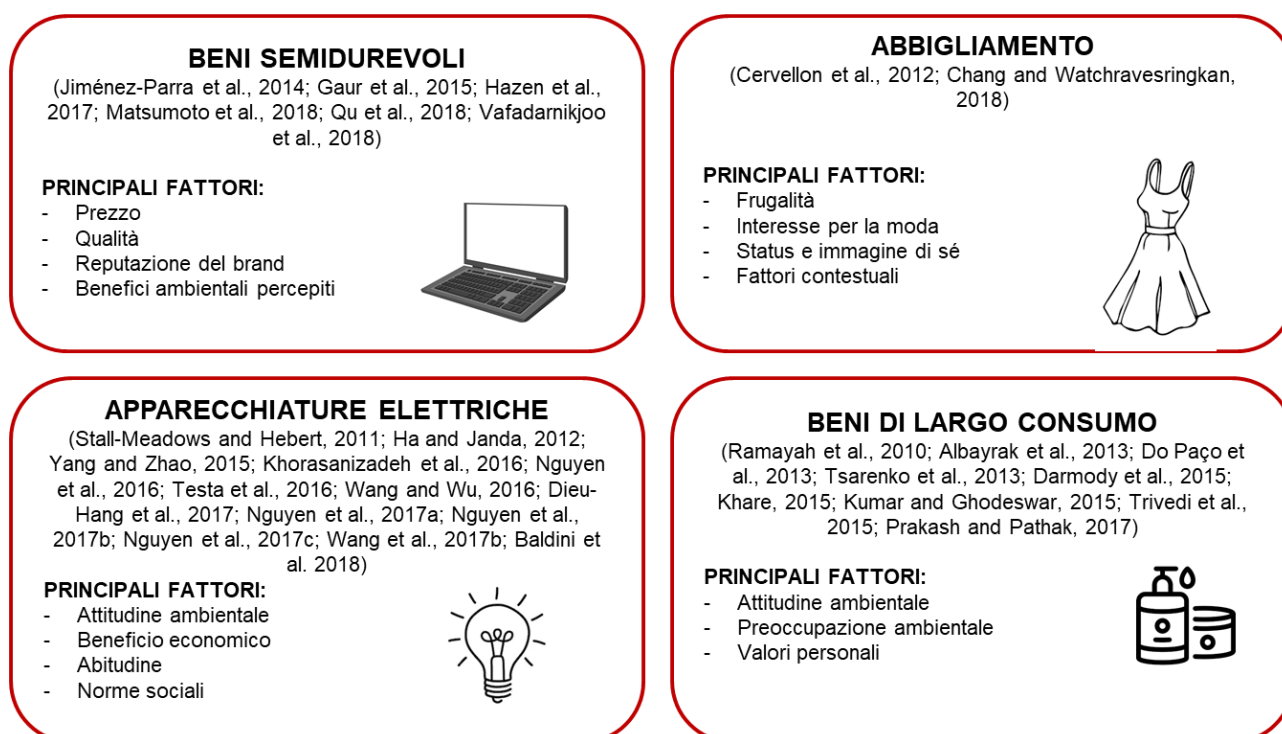 BENI SEMIDUREVOLI
(Jiménez-Parra et al., 2014; Gaur et al., 2015; Hazen et al.,
2017; Matsumoto et al., 2018; Qu et al., 2018; Vafadarnikjoo
et al., 2018)
PRINCIPALI FATTORI:
- Prezzo
- Qualità
- Reputazione del brand
- Benefici ambientali percepiti
ABBIGLIAMENTO
(Cervellon et al., 2012; Chang and Watchravesringkan,
2018)
PRINCIPALI FATTORI:
- Frugalità
- Interesse per la moda
- Status e immagine di sé
- Fattori contestuali
APPARECCHIATURE ELETTRICHE
(Stall-Meadows and Hebert, 2011; Ha and Janda, 2012;
Yang and Zhao, 2015; Khorasanizadeh et al., 2016; Nguyen
et al., 2016; Testa et al., 2016; Wang and Wu, 2016; Dieu-
Hang et al., 2017; Nguyen et al., 2017a; Nguyen et al.,
2017b; Nguyen et al., 2017c; Wang et al., 2017b; Baldini et
al. 2018)
PRINCIPALI FATTORI:
- Attitudine ambientale
- Beneficio economico
- Abitudine
- Norme sociali
BENI DI LARGO CONSUMO
(Ramayah et al., 2010; Albayrak et al., 2013; Do Paço et
al., 2013; Tsarenko et al., 2013; Darmody et al., 2015;
Khare, 2015; Kumar and Ghodeswar, 2015; Trivedi et al.,
2015; Prakash and Pathak, 2017)
PRINCIPALI FATTORI:
- Attitudine ambientale
- Preoccupazione ambientale
- Valori personali